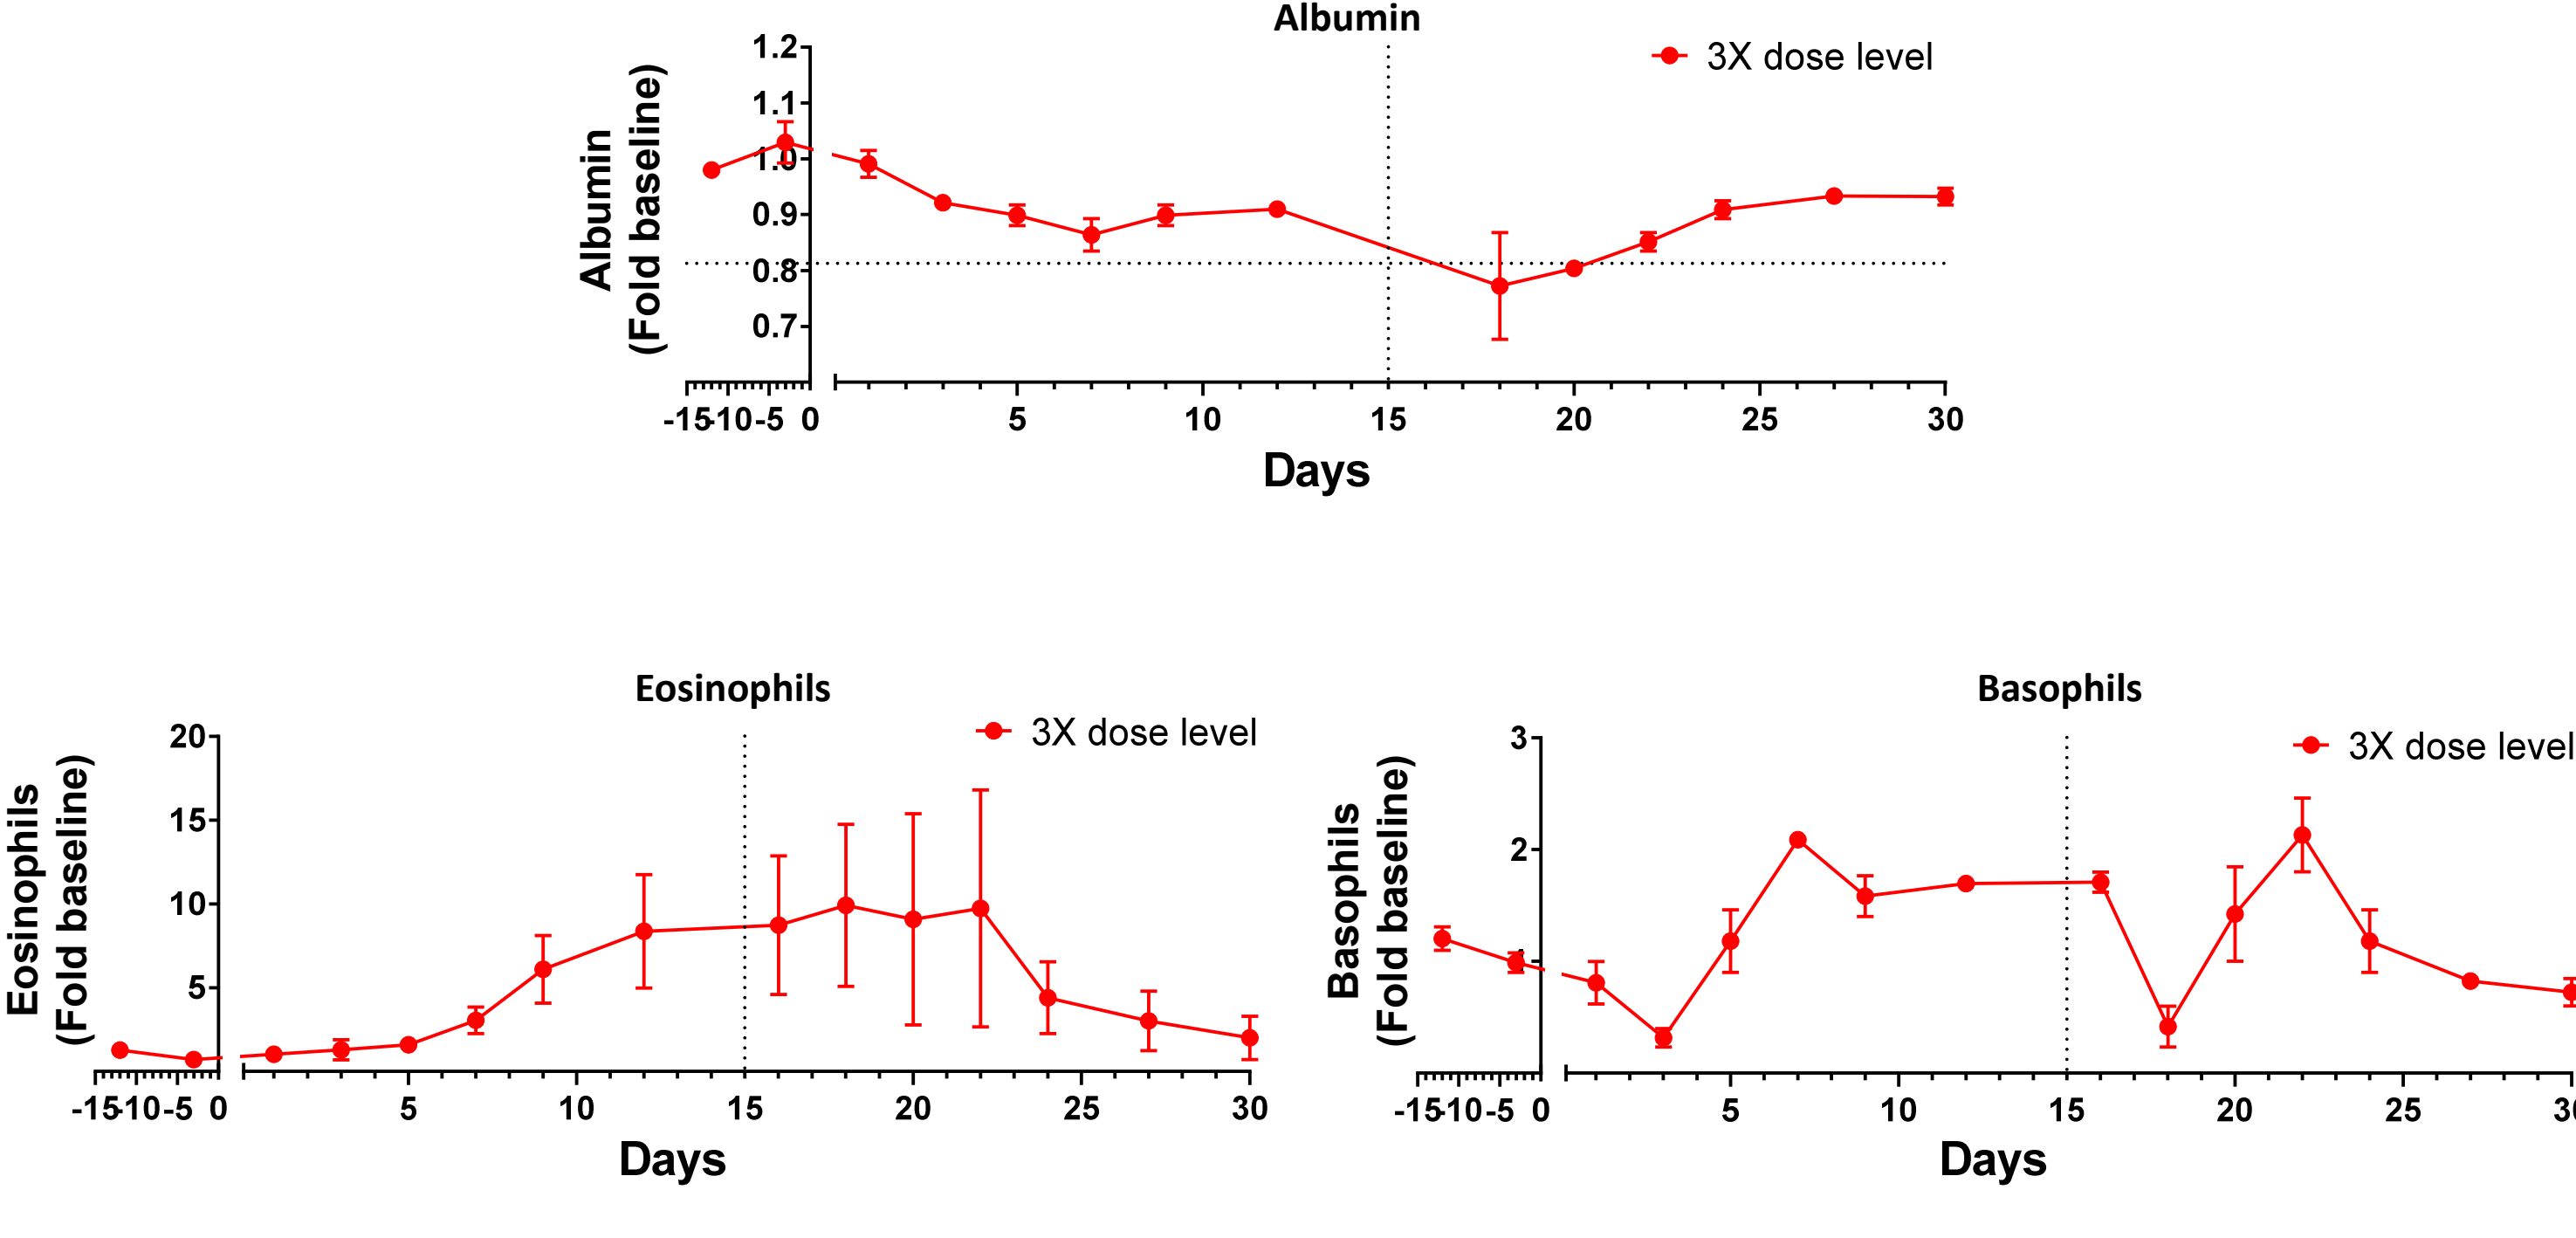 Albumin
3X dose level
Albumin
(Fold baseline)
1.2
1.1
1.0
0.9
0.8
0.7
-15 -10 -5 0 5 10 15 20 25 30
Days
Eosinophils
3X dose level
Eosinophils
(Fold baseline)
20
15
10
5
-15 -10 -5 0 5 10 15 20 25 30
Days
Basophils
3X dose level
Basophils
(Fold baseline)
3
2
1
-15 -10 -5 0 5 10 15 20 25 30
Days